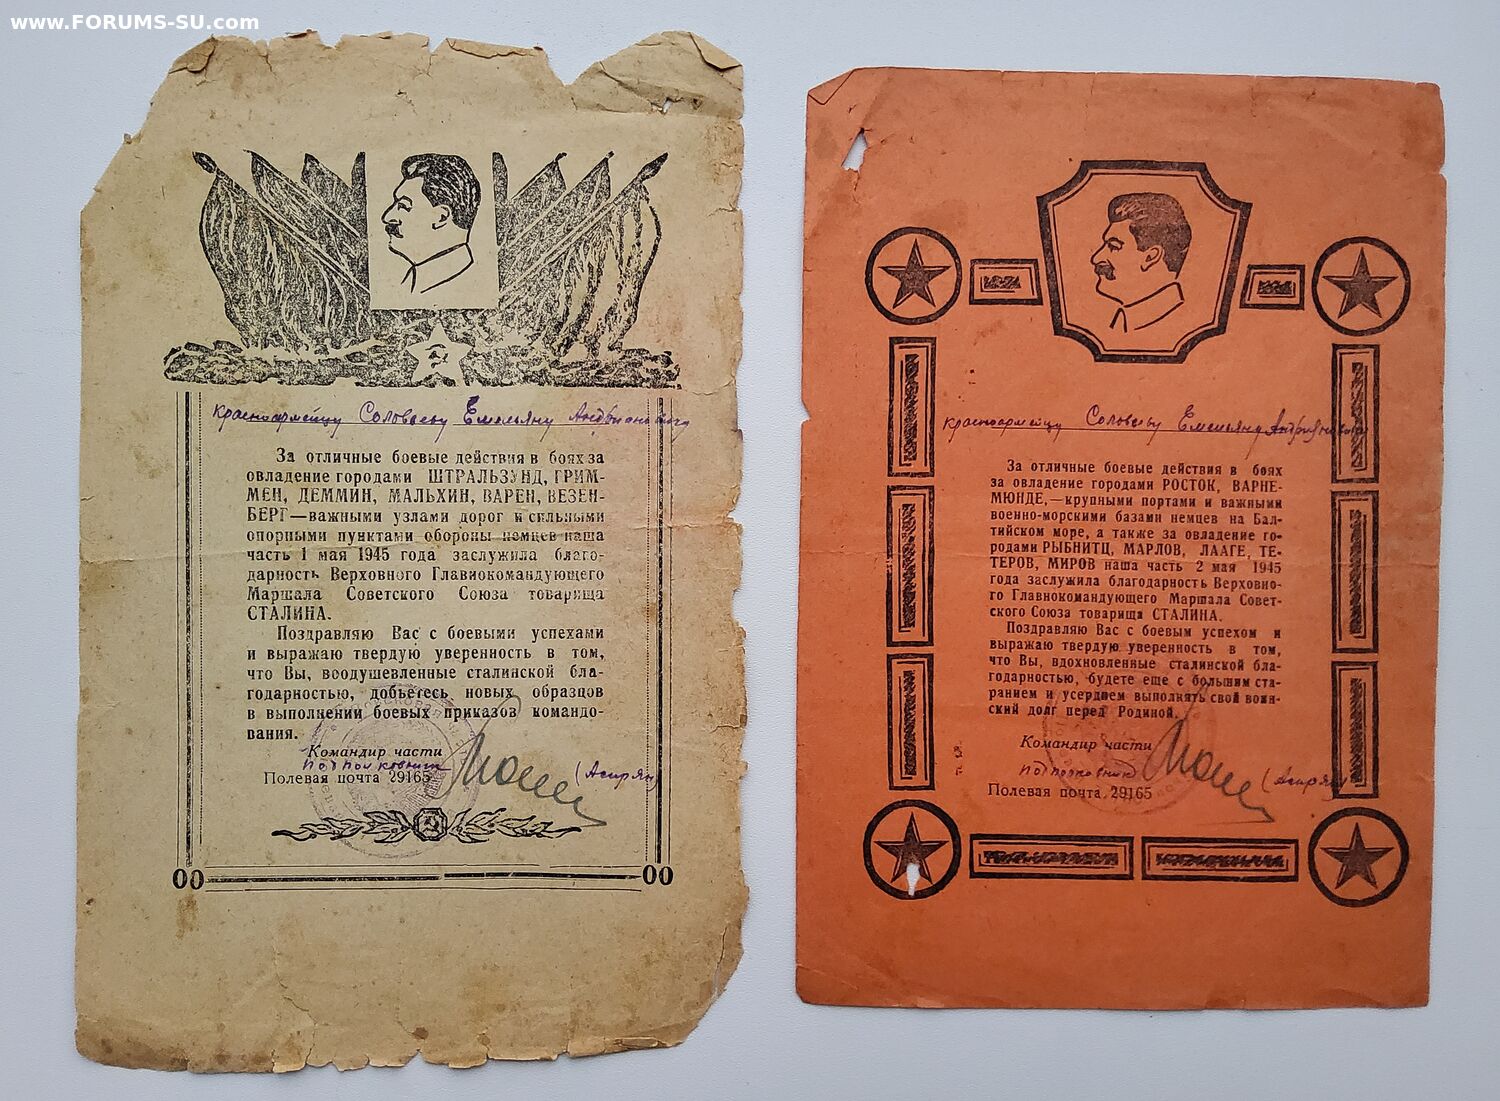 www.FORUMS-SU.com
красноармейцу Соловьеву Емельяну Андриановичу
За отличные боевые действия в боях за
овладение городами ШТРАЛЬЗУНД, ГРИМ-
МЕН, ДЕММИН, МАЛЬХИН, ВАРЕН, ВЕЗЕН-
БЕРГ—важными узлами дорог и сильными
опорными пунктами обороны немцев наша
часть 1 мая 1945 года заслужила благо-
дарность Верховного Главнокомандующего
Маршала Советского Союза товарища
СТАЛИНА.
Поздравляю Вас с боевыми успехами
и выражаю твердую уверенность в том,
что Вы, воодушевленные сталинской бла-
годарностью, добьетесь новых образцов
в выполнении боевых приказов командо-
вания.
Командир части
подполковник
(Асирян)
Полевая почта 29165
00 00
красноармейцу Соловьеву Емельяну Андриановичу
За отличные боевые действия в боях
за овладение городами РОСТОК, ВАРНЕ-
МЮНДЕ,—крупными портами и важными
военно-морскими базами немцев на Бал-
тийском море, а также за овладение го-
родами РЫБНИТЦ, МАРЛОВ, ЛААГЕ, ТЕ-
ТЕРОВ, МИРОВ наша часть 2 мая 1945
года заслужила благодарность Верховно-
го Главнокомандующего Маршала Совет-
ского Союза товарища СТАЛИНА.
Поздравляю Вас с боевым успехом и
выражаю твердую уверенность в том,
что Вы, вдохновленные сталинской бла-
годарностью, будете еще с большим ста-
ранием и усердием выполнять свой воин-
ский долг перед Родиной.
Командир части
подполковник (Асирян)
Полевая почта 29165